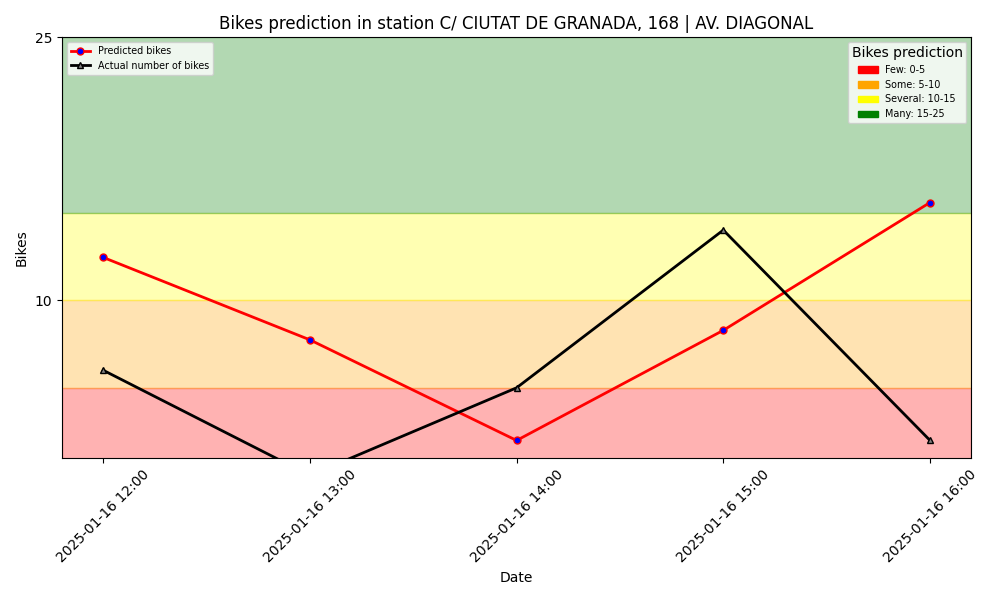 Bikes prediction in station C/ CIUTAT DE GRANADA, 168 | AV. DIAGONAL
25
10
Bikes
Predicted bikes
Actual number of bikes
Bikes prediction
Few: 0-5
Some: 5-10
Several: 10-15
Many: 15-25
2025-01-16 12:00
2025-01-16 13:00
2025-01-16 14:00
2025-01-16 15:00
2025-01-16 16:00
Date